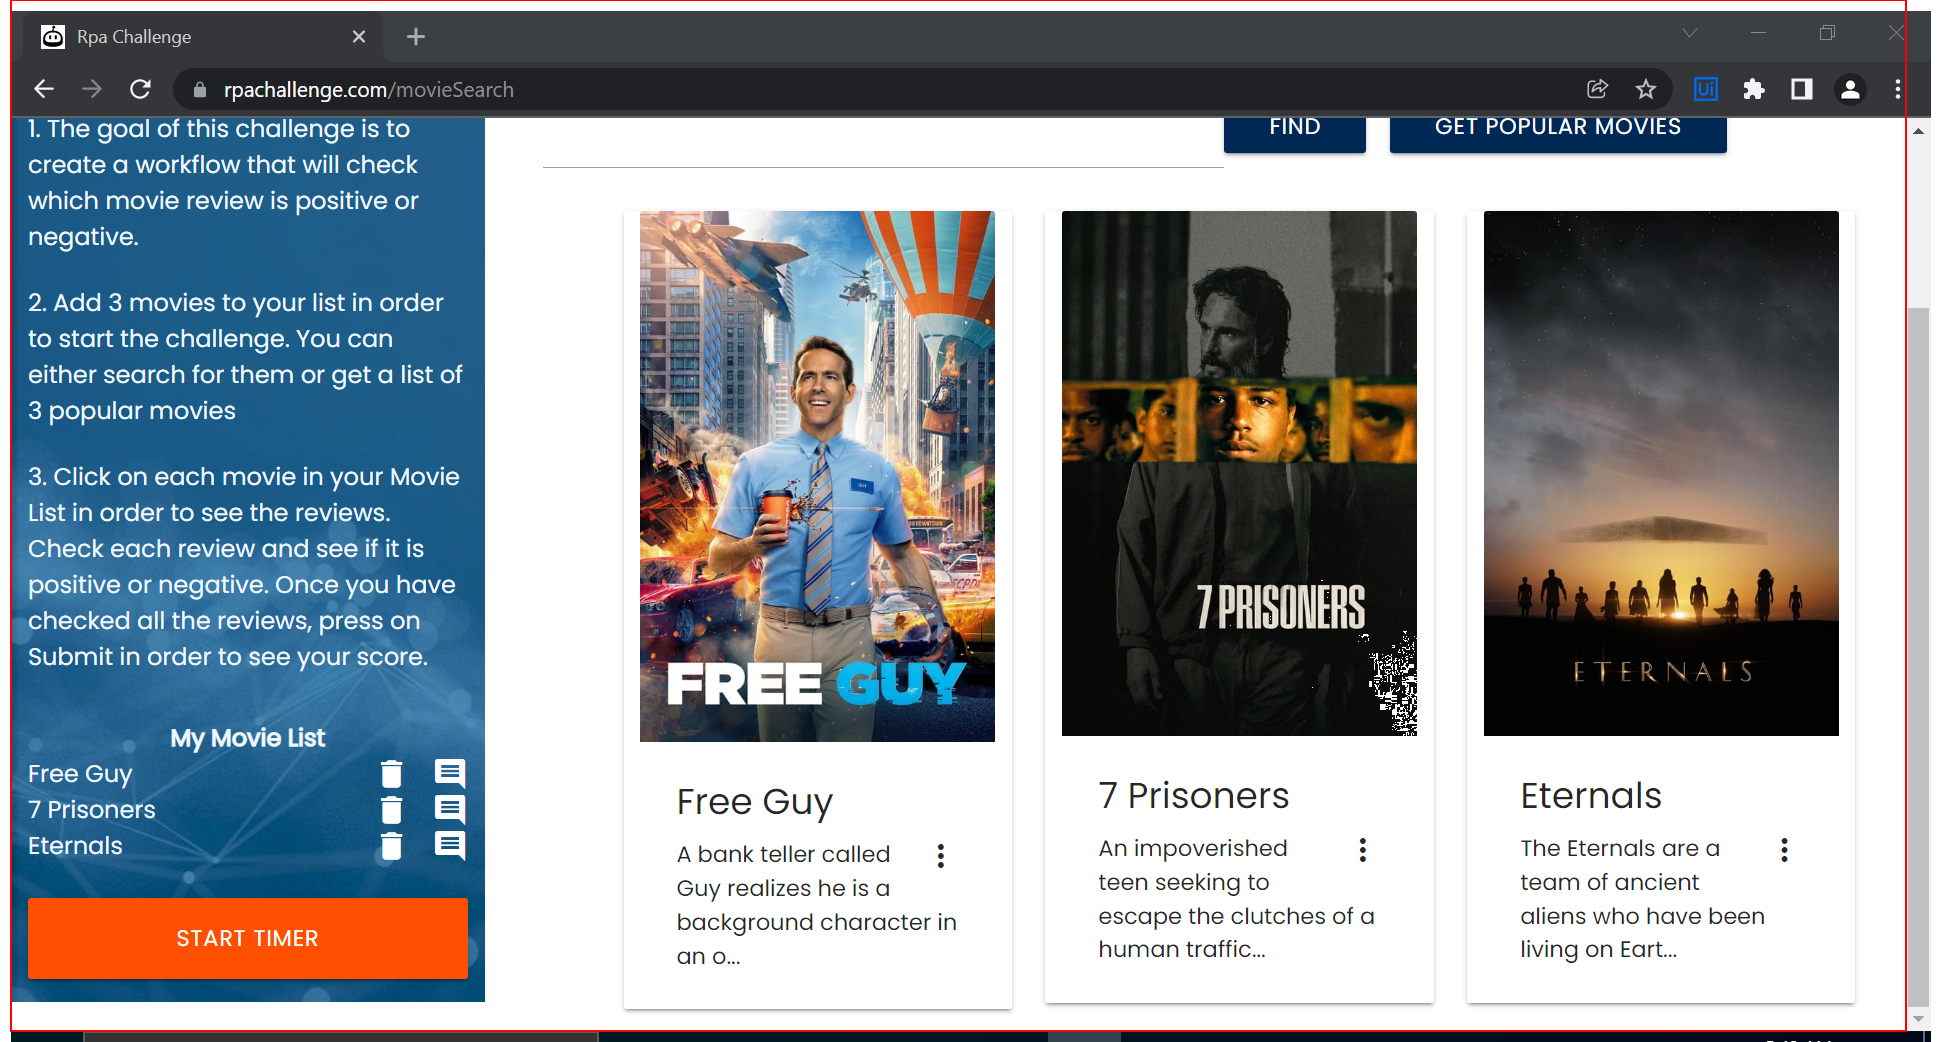 Rpa Challenge
rpachallenge.com/movieSearch
Ui
1. The goal of this challenge is to
create a workflow that will check
which movie review is positive or
negative.
2. Add 3 movies to your list in order
to start the challenge. You can
either search for them or get a list of
3 popular movies
3. Click on each movie in your Movie
List in order to see the reviews.
Check each review and see if it is
positive or negative. Once you have
checked all the reviews, press on
Submit in order to see your score.
My Movie List
Free Guy
7 Prisoners
Eternals
START TIMER
FIND
GET POPULAR MOVIES
GUY
FREE GUY
Free Guy
A bank teller called
Guy realizes he is a
background character in
an o...
7 PRISONERS
7 Prisoners
An impoverished
teen seeking to
escape the clutches of a
human traffic...
ETERNALS
Eternals
The Eternals are a
team of ancient
aliens who have been
living on Eart...